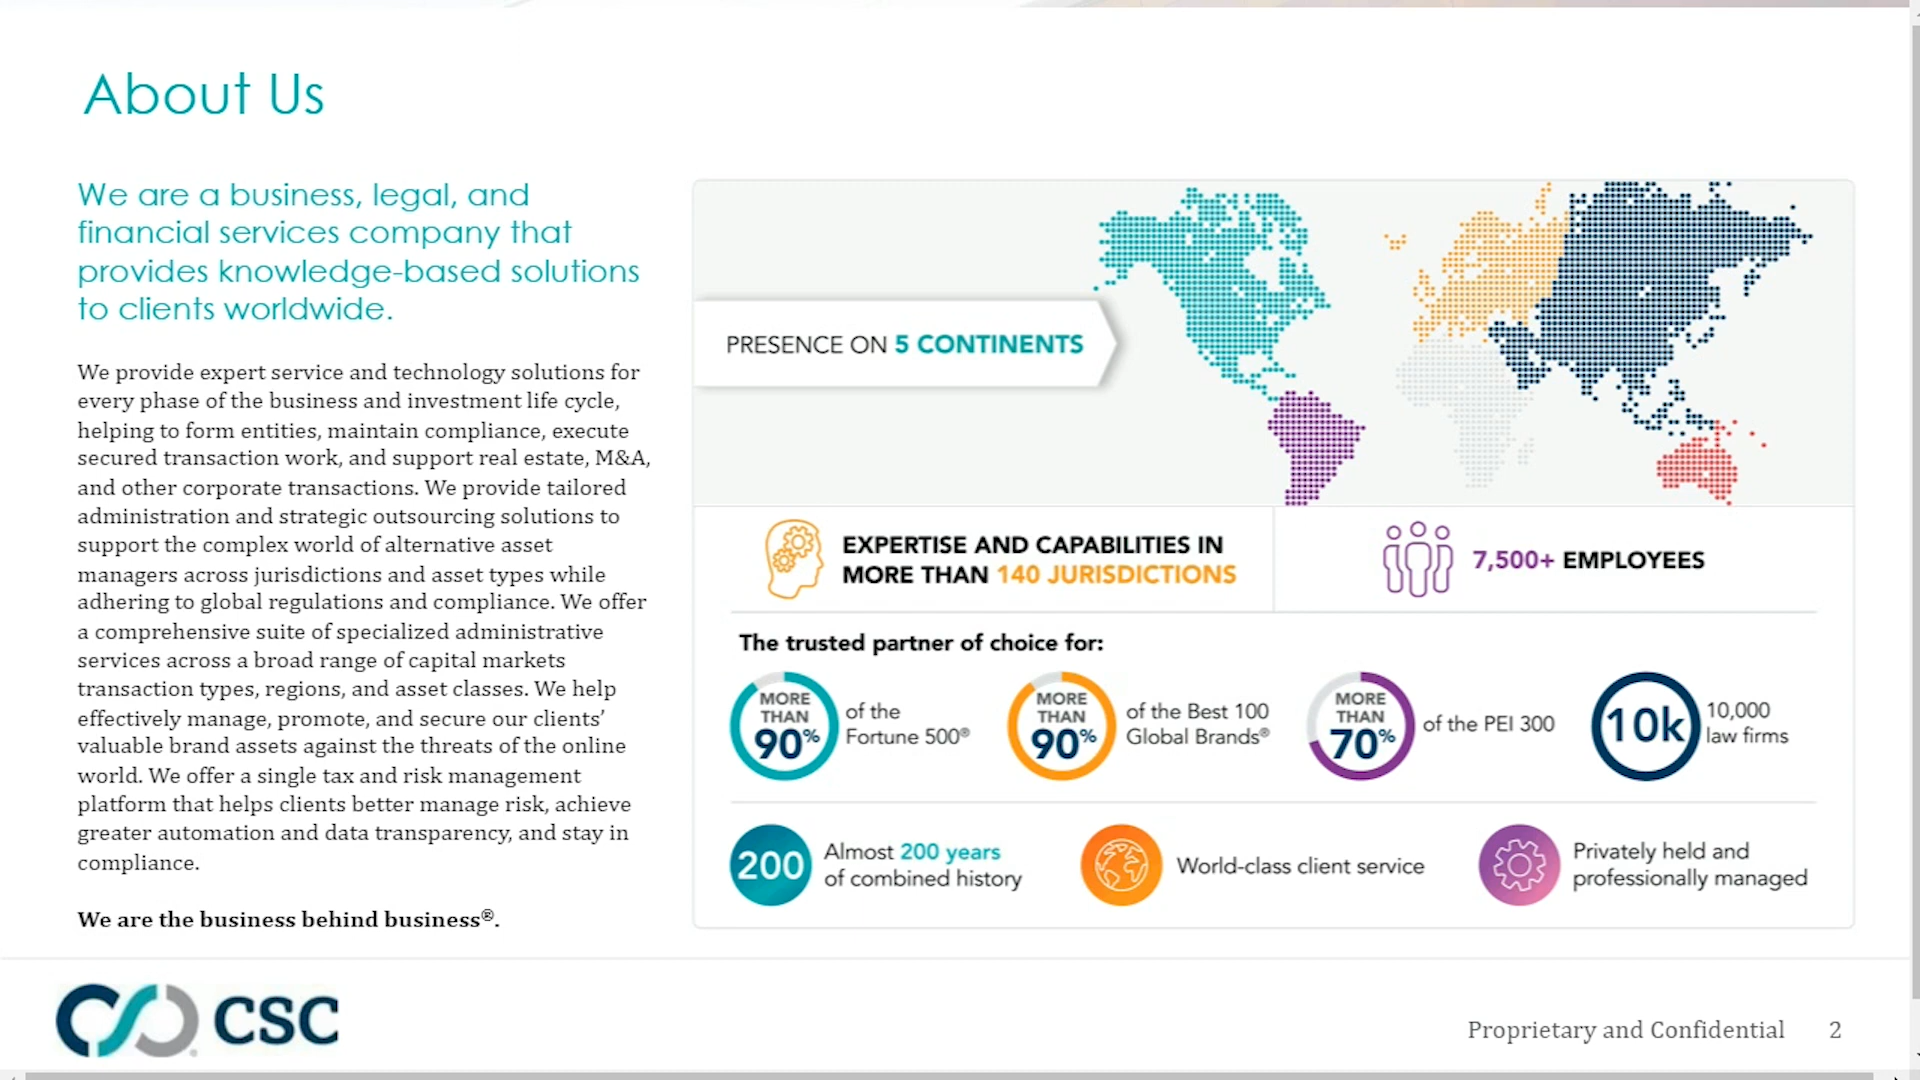 About Us
We are a business, legal, and
financial services company that
provides knowledge-based solutions
to clients worldwide.
We provide expert service and technology solutions for
every phase of the business and investment life cycle,
helping to form entities, maintain compliance, execute
secured transaction work, and support real estate, M&A,
and other corporate transactions. We provide tailored
administration and strategic outsourcing solutions to
support the complex world of alternative asset
managers across jurisdictions and asset types while
adhering to global regulations and compliance. We offer
a comprehensive suite of specialized administrative
services across a broad range of capital markets
transaction types, regions, and asset classes. We help
effectively manage, promote, and secure our clients’
valuable brand assets against the threats of the online
world. We offer a single tax and risk management
platform that helps clients better manage risk, achieve
greater automation and data transparency, and stay in
compliance.
We are the business behind business®.
PRESENCE ON 5 CONTINENTS
EXPERTISE AND CAPABILITIES IN
MORE THAN 140 JURISDICTIONS
7,500+ EMPLOYEES
The trusted partner of choice for:
MORE
THAN
90%
of the
Fortune 500®
MORE
THAN
90%
of the Best 100
Global Brands®
MORE
THAN
70%
of the PEI 300
10k
10,000
law firms
200
Almost 200 years
of combined history
World-class client service
Privately held and
professionally managed
CSC
Proprietary and Confidential
2